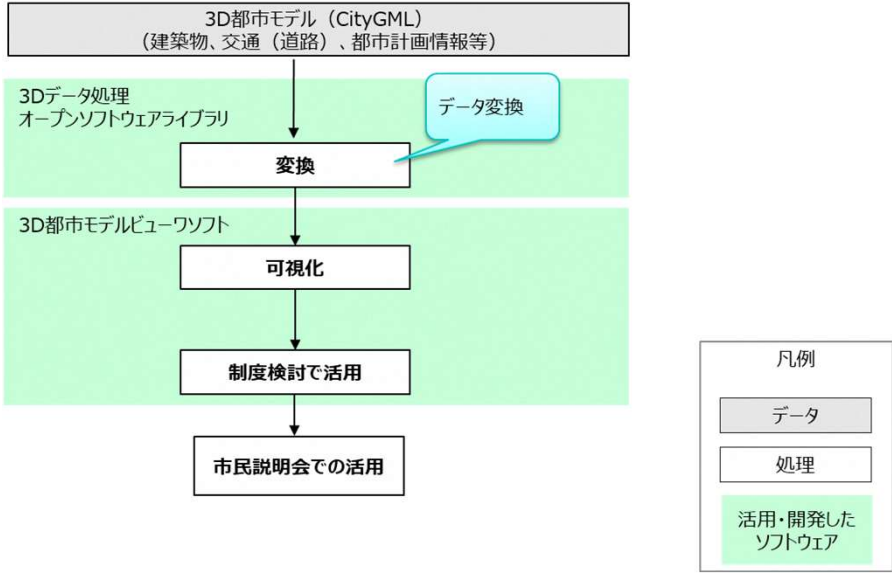 3D都市モデル（CityGML）
（建築物、交通（道路）、都市計画情報等）
3Dデータ処理
オープンソフトウェアライブラリ
データ変換
変換
3D都市モデルビューワソフト
可視化
制度検討で活用
市民説明会での活用
凡例
データ
処理
活用・開発した
ソフトウェア